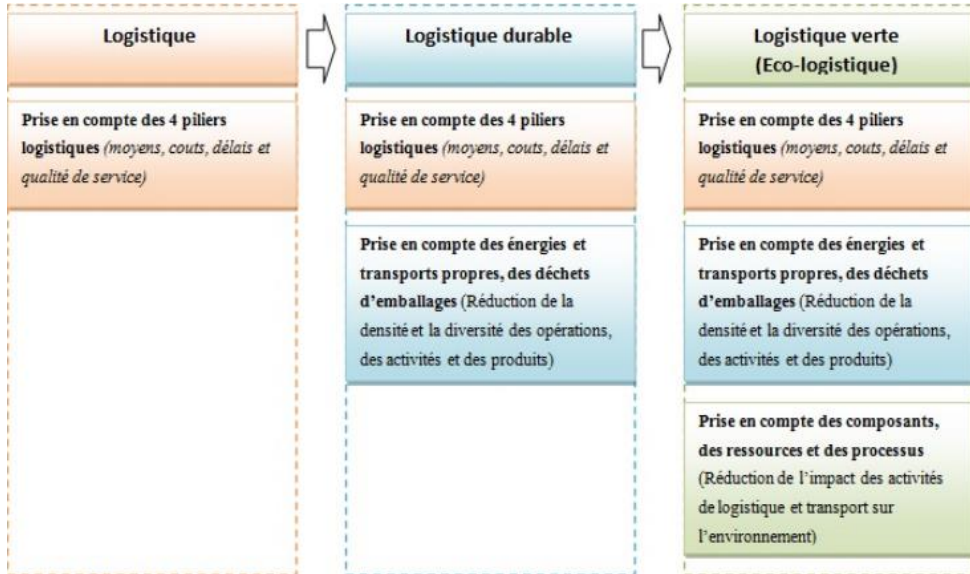 Logistique
Logistique durable
Logistique verte
(Eco-logistique)
Prise en compte des 4 piliers
logistiques (moyens, couts, délais et
qualité de service)
Prise en compte des 4 piliers
logistiques (moyens, couts, délais et
qualité de service)
Prise en compte des énergies et
transports propres, des déchets
d'emballages (Réduction de la
densité et la diversité des opérations,
des activités et des produits)
Prise en compte des 4 piliers
logistiques (moyens, couts, délais et
qualité de service)
Prise en compte des énergies et
transports propres, des déchets
d'emballages (Réduction de la
densité et la diversité des opérations,
des activités et des produits)
Prise en compte des composants,
des ressources et des processus
(Réduction de l'impact des activités
de logistique et transport sur
l'environnement)